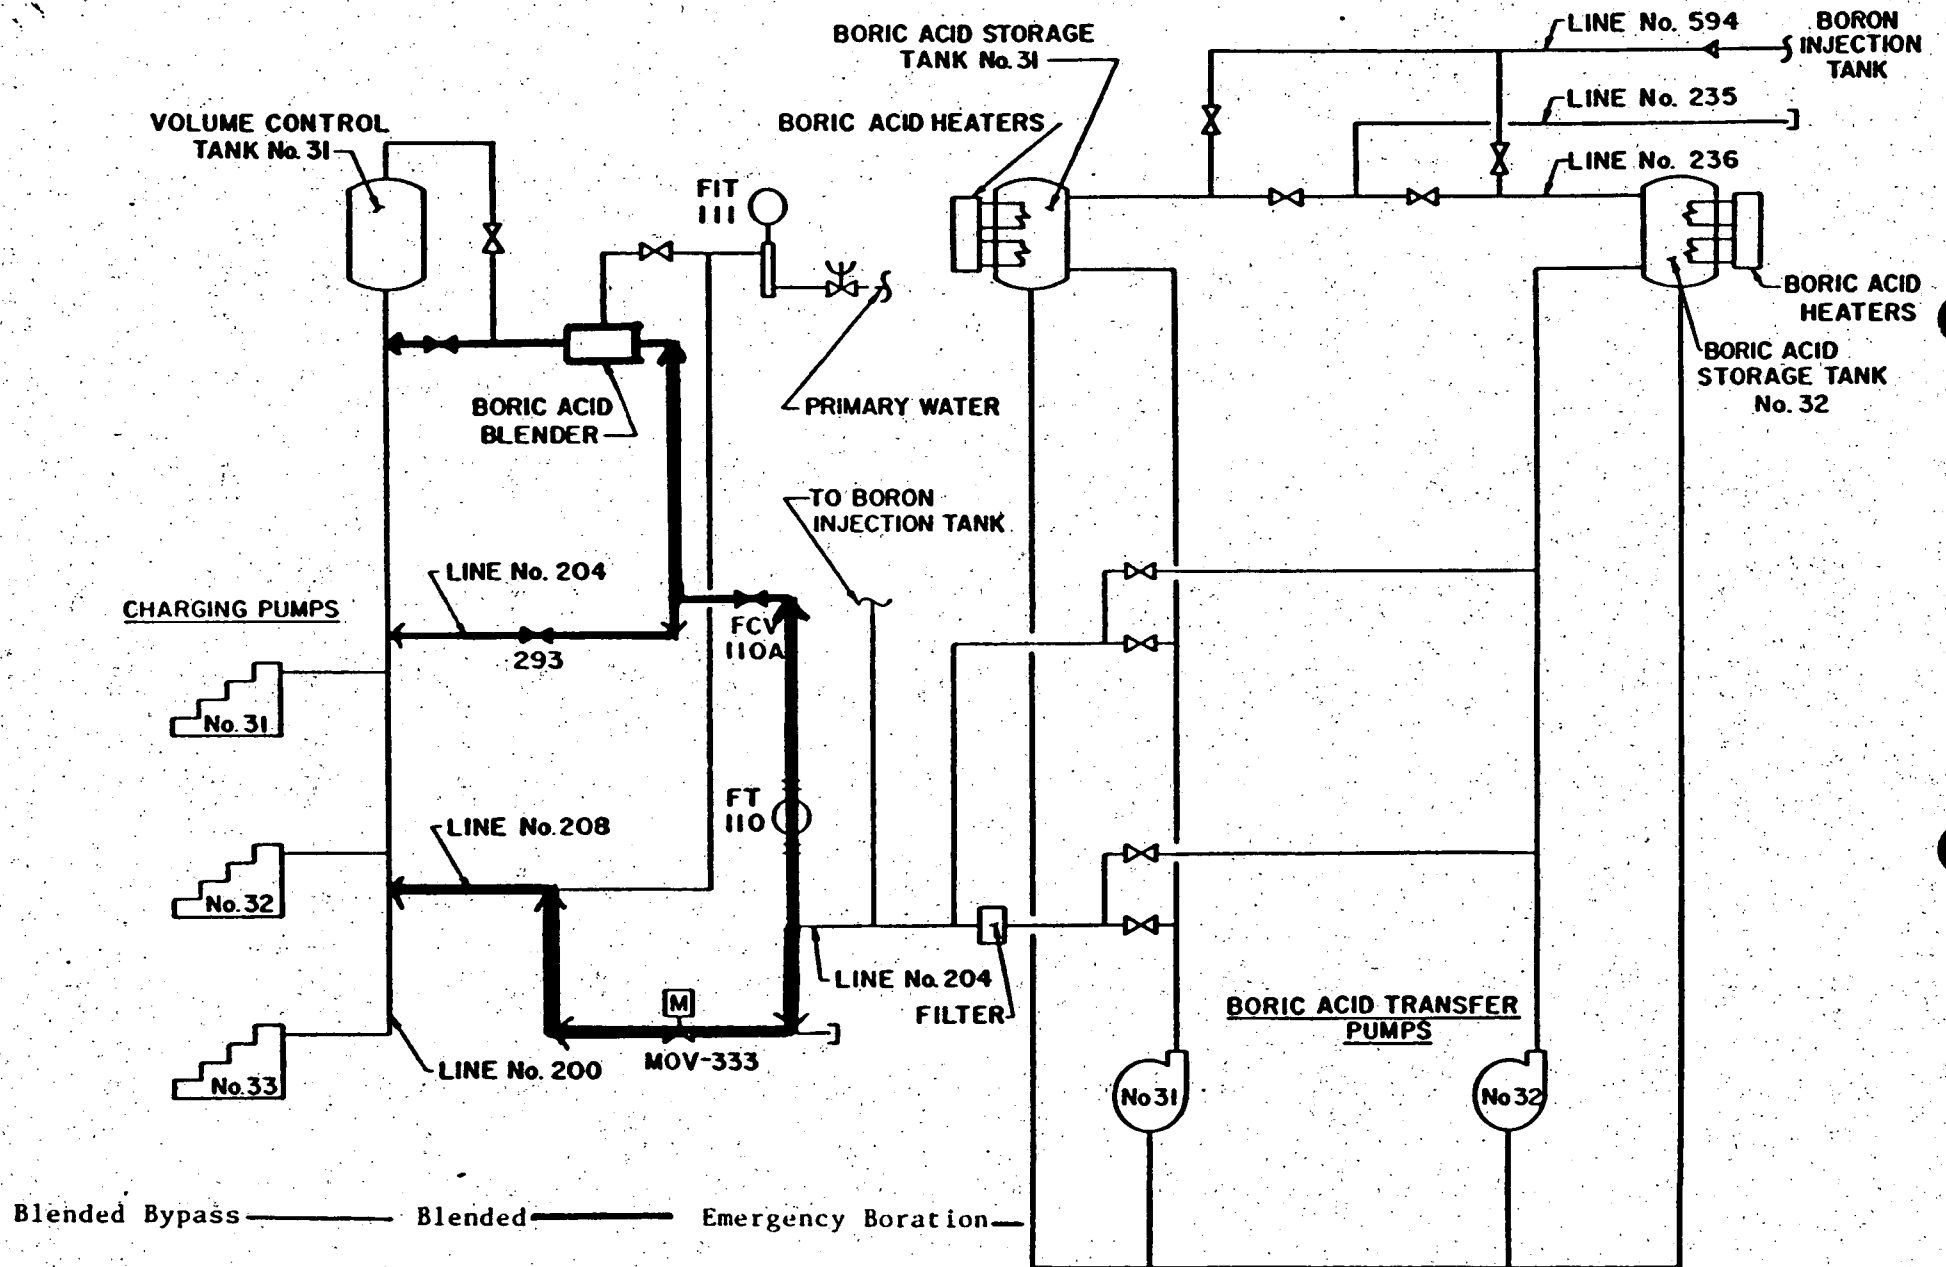 BORIC ACID STORAGE
TANK No. 31
LINE No. 594
BORON
INJECTION
TANK
VOLUME CONTROL
TANK No. 31
BORIC ACID HEATERS
LINE No. 235
LINE No. 236
FIT
111
BORIC ACID
HEATERS
BORIC ACID
BLENDER
PRIMARY WATER
BORIC ACID
STORAGE TANK
No. 32
TO BORON
INJECTION TANK
LINE No. 204
CHARGING PUMPS
FCV
110A
293
No. 31
FT
110
LINE No. 208
No. 32
LINE No. 204
FILTER
M
MOV-333
BORIC ACID TRANSFER
PUMPS
LINE No. 200
No. 33
No 31
No 32
Blended Bypass
Blended
Emergency Boration